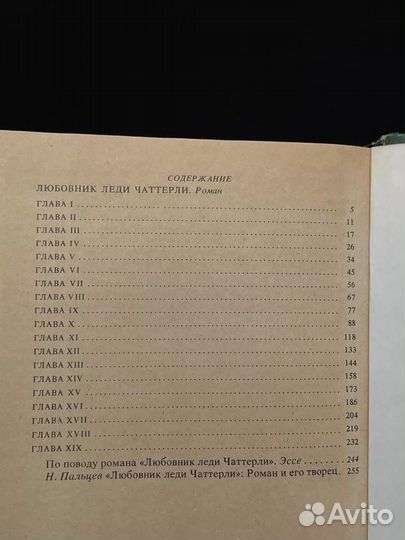 СОДЕРЖАНИЕ
ЛЮБОВНИК ЛЕДИ ЧАТТЕРЛИ. Роман
ГЛАВА I . . . . . . . . . . 5
ГЛАВА II . . . . . . . . . . 11
ГЛАВА III . . . . . . . . . . 17
ГЛАВА IV . . . . . . . . . . 26
ГЛАВА V . . . . . . . . . . 34
ГЛАВА VI . . . . . . . . . . 45
ГЛАВА VII . . . . . . . . . . 56
ГЛАВА VIII . . . . . . . . . . 67
ГЛАВА IX . . . . . . . . . . 77
ГЛАВА X . . . . . . . . . . 88
ГЛАВА XI . . . . . . . . . . 118
ГЛАВА XII . . . . . . . . . . 133
ГЛАВА XIII . . . . . . . . . . 144
ГЛАВА XIV . . . . . . . . . . 158
ГЛАВА XV . . . . . . . . . . 173
ГЛАВА XVI . . . . . . . . . . 186
ГЛАВА XVII . . . . . . . . . . 204
ГЛАВА XVIII . . . . . . . . . . 219
ГЛАВА XIX . . . . . . . . . . 232
По поводу романа «Любовник леди Чаттерли». Эссе . . . . 244
Н. Пальцев «Любовник леди Чаттерли»: Роман и его творец. 255
Avito